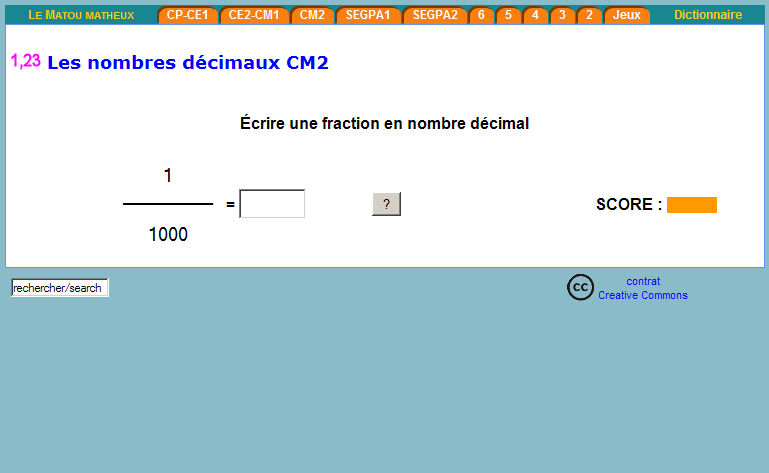 LE MATOU MATHEUX CP-CE1 CE2-CM1 CM2 SEGPA1 SEGPA2 6 5 4 3 2 Jeux Dictionnaire
1,23 Les nombres décimaux CM2
Écrire une fraction en nombre décimal
1
= ? SCORE :
1000
rechercher/search
cc contrat
Creative Commons